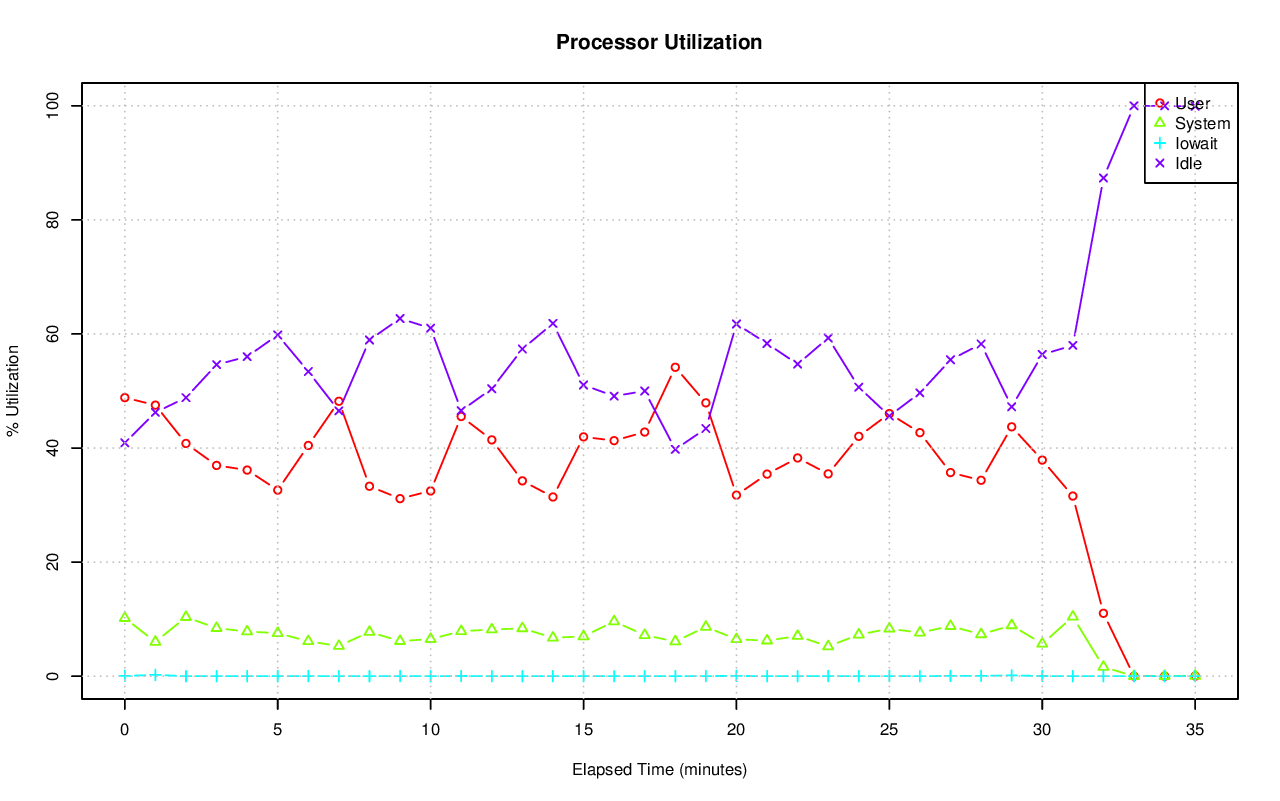 Processor Utilization
100
80
60
40
20
0
% Utilization
User
System
Iowait
Idle
0 5 10 15 20 25 30 35
Elapsed Time (minutes)